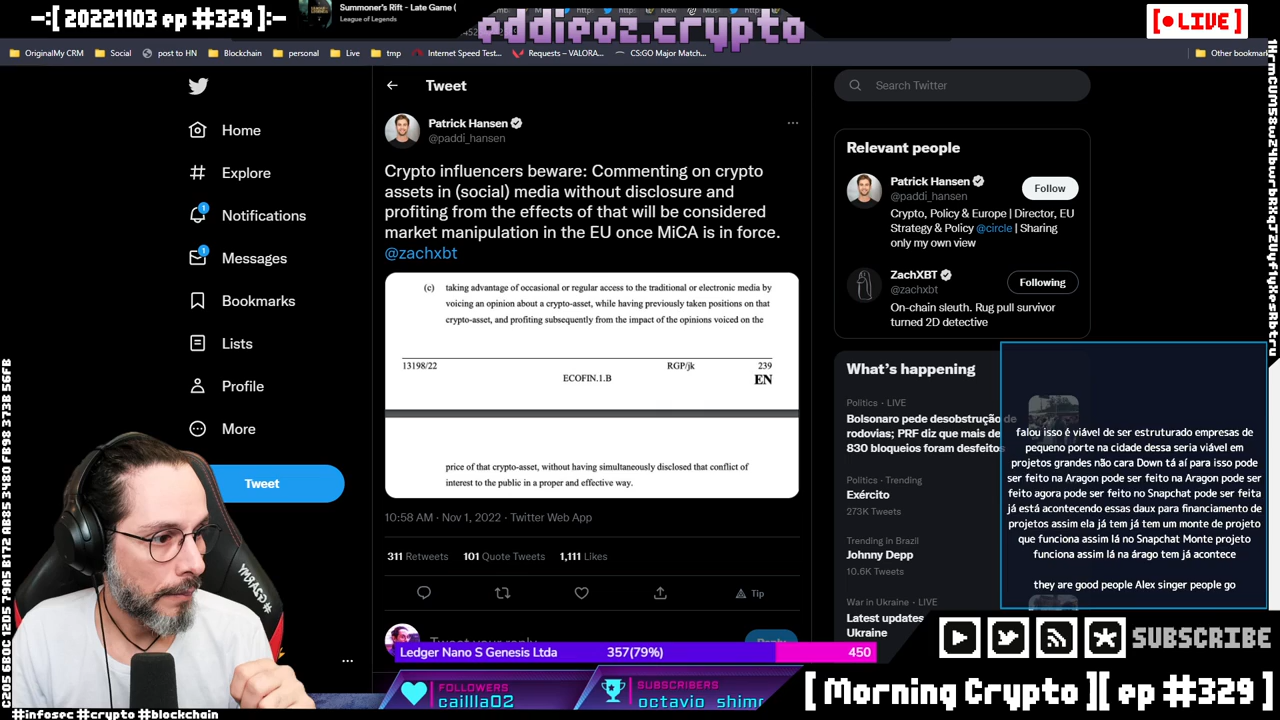 -:[ 20221103 ep #329]:-
Summoner's Rift - Late Game (
League of Legends
eddieoz.crypto
[● LIVE]
OriginalMy CRM
Social
post to HN
Blockchain
personal
Live
tmp
Internet Speed Test...
Requests – VALORA...
CS:GO Major Match...
Other bookmar
Home
Explore
1
Notifications
1
Messages
Bookmarks
Lists
Profile
More
Tweet
Tweet
Patrick Hansen
@paddi_hansen
Crypto influencers beware: Commenting on crypto
assets in (social) media without disclosure and
profiting from the effects of that will be considered
market manipulation in the EU once MiCA is in force.
@zachxbt
(c) taking advantage of occasional or regular access to the traditional or electronic media by
voicing an opinion about a crypto-asset, while having previously taken positions on that
crypto-asset, and profiting subsequently from the impact of the opinions voiced on the
13198/22 RGP/jk 239
ECOFIN.1.B EN
price of that crypto-asset, without having simultaneously disclosed that conflict of
interest to the public in a proper and effective way.
10:58 AM · Nov 1, 2022 · Twitter Web App
311 Retweets 101 Quote Tweets 1,111 Likes
Tip
Tweet your reply
Reply
Search Twitter
Relevant people
Patrick Hansen
@paddi_hansen
Follow
Crypto, Policy & Europe | Director, EU
Strategy & Policy @circle | Sharing
only my own view
ZachXBT
@zachxbt
Following
On-chain sleuth. Rug pull survivor
turned 2D detective
What's happening
Politics · LIVE
Bolsonaro pede desobstrução de
rodovias; PRF diz que mais de
830 bloqueios foram desfeitos
Politics · Trending
Exército
273K Tweets
Trending in Brazil
Johnny Depp
10.6K Tweets
War in Ukraine · LIVE
Latest updates
Ukraine
falou isso é viável de ser estruturado empresas de
pequeno porte na cidade dessa seria viável em
projetos grandes não cara Down tá aí para isso pode
ser feito na Aragon pode ser feito na Aragon pode ser
feito agora pode ser feito no Snapchat pode ser feita
já está acontecendo essas daux para financiamento de
projetos assim ela já tem já tem um monte de projeto
que funciona assim lá no Snapchat Monte projeto
funciona assim lá na árago tem já acontece
they are good people Alex singer people go
SUBSCRIBE
Ledger Nano S Genesis Ltda 357(79%) 450
FOLLOWERS
caillla02
SUBSCRIBERS
octavio_shimo
[ Morning Crypto ][ ep #329 ]
#infosec #crypto #blockchain